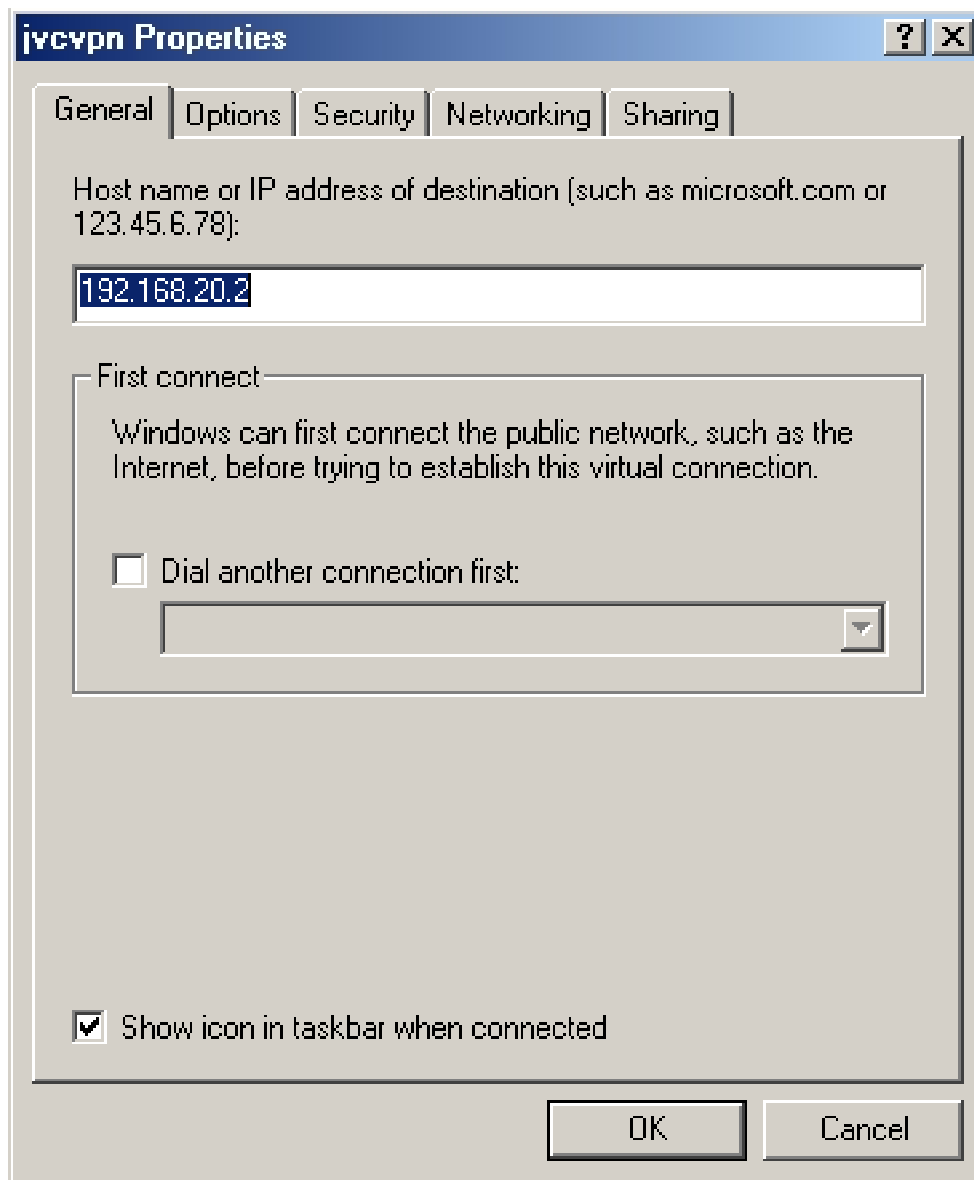 jvcvpn Properties
General Options Security Networking Sharing
Host name or IP address of destination (such as microsoft.com or
123.45.6.78):
192.168.20.2
First connect
Windows can first connect the public network, such as the
Internet, before trying to establish this virtual connection.
Dial another connection first:
Show icon in taskbar when connected
OK Cancel